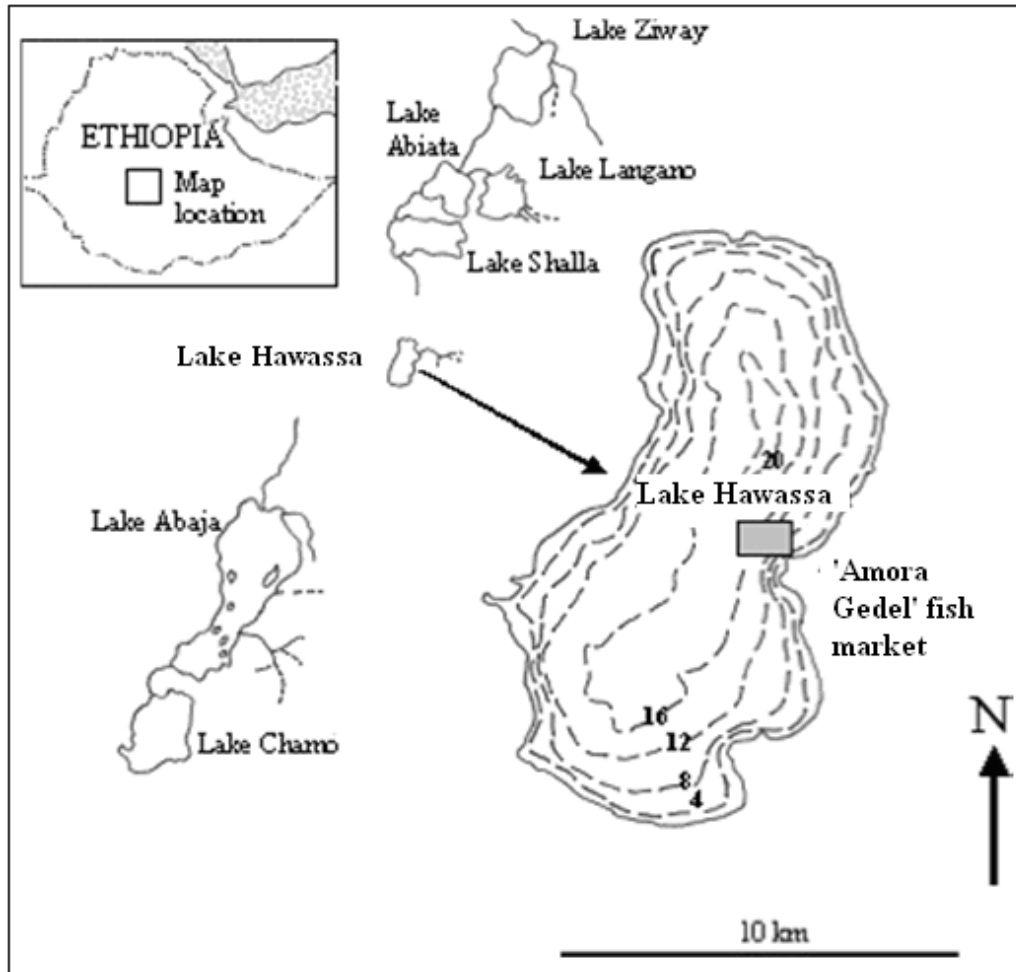 Lake Ziway
ETHIOPIA
Map
location
Lake
Abiata
Lake Langano
Lake Shalla
Lake Hawassa
20
Lake Hawassa
Lake Abaja
'Amora
Gedel' fish
market
16
12
8
4
Lake Chamo
N
10 km